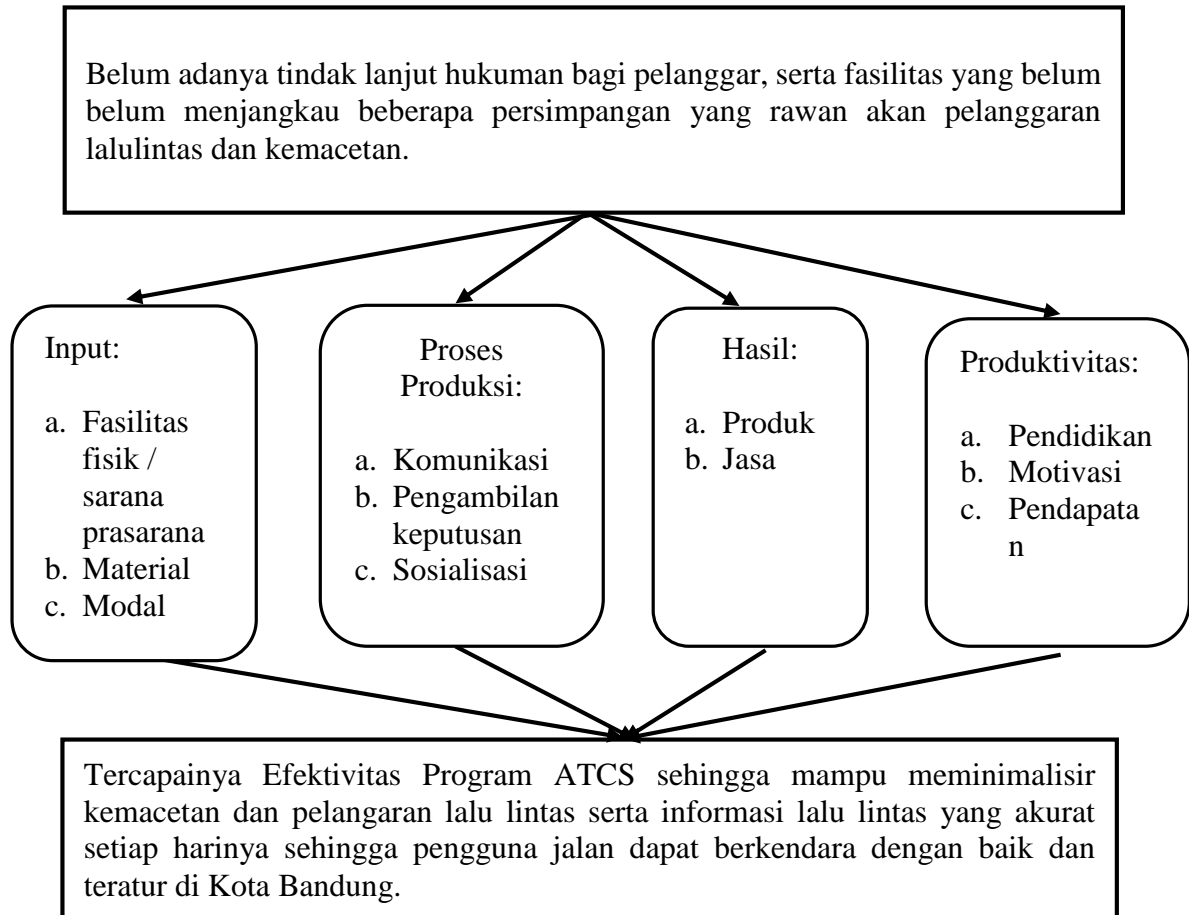 Belum adanya tindak lanjut hukuman bagi pelanggar, serta fasilitas yang belum
belum menjangkau beberapa persimpangan yang rawan akan pelanggaran
lalulintas dan kemacetan.
Input:
a. Fasilitas
fisik /
sarana
prasarana
b. Material
c. Modal
Proses
Produksi:
a. Komunikasi
b. Pengambilan
keputusan
c. Sosialisasi
Hasil:
a. Produk
b. Jasa
Produktivitas:
a. Pendidikan
b. Motivasi
c. Pendapata
n
Tercapainya Efektivitas Program ATCS sehingga mampu meminimalisir
kemacetan dan pelangaran lalu lintas serta informasi lalu lintas yang akurat
setiap harinya sehingga pengguna jalan dapat berkendara dengan baik dan
teratur di Kota Bandung.